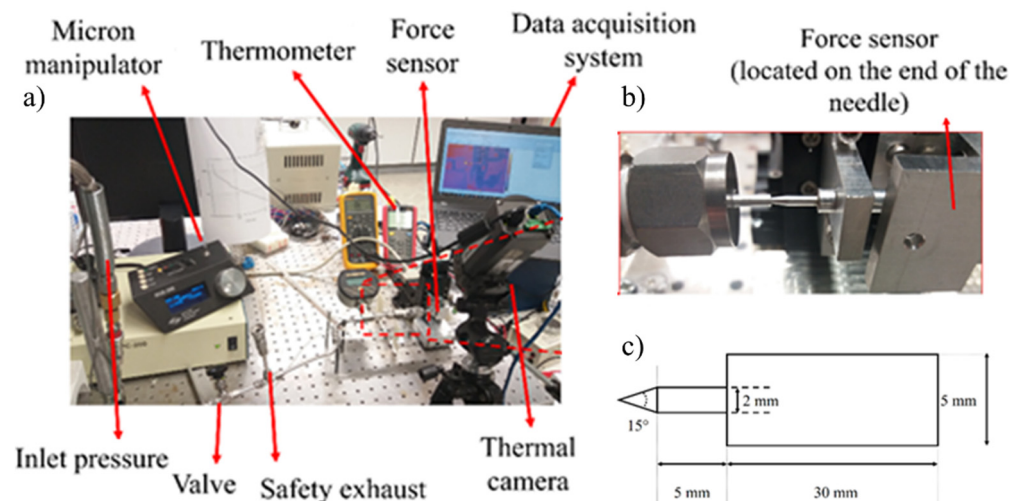 Micron
manipulator
Thermometer
Force
sensor
Data acquisition
system
a)
Inlet pressure
Valve
Safety exhaust
Thermal
camera
Force sensor
(located on the end of the
needle)
b)
c)
15°
2 mm
5 mm
5 mm
30 mm